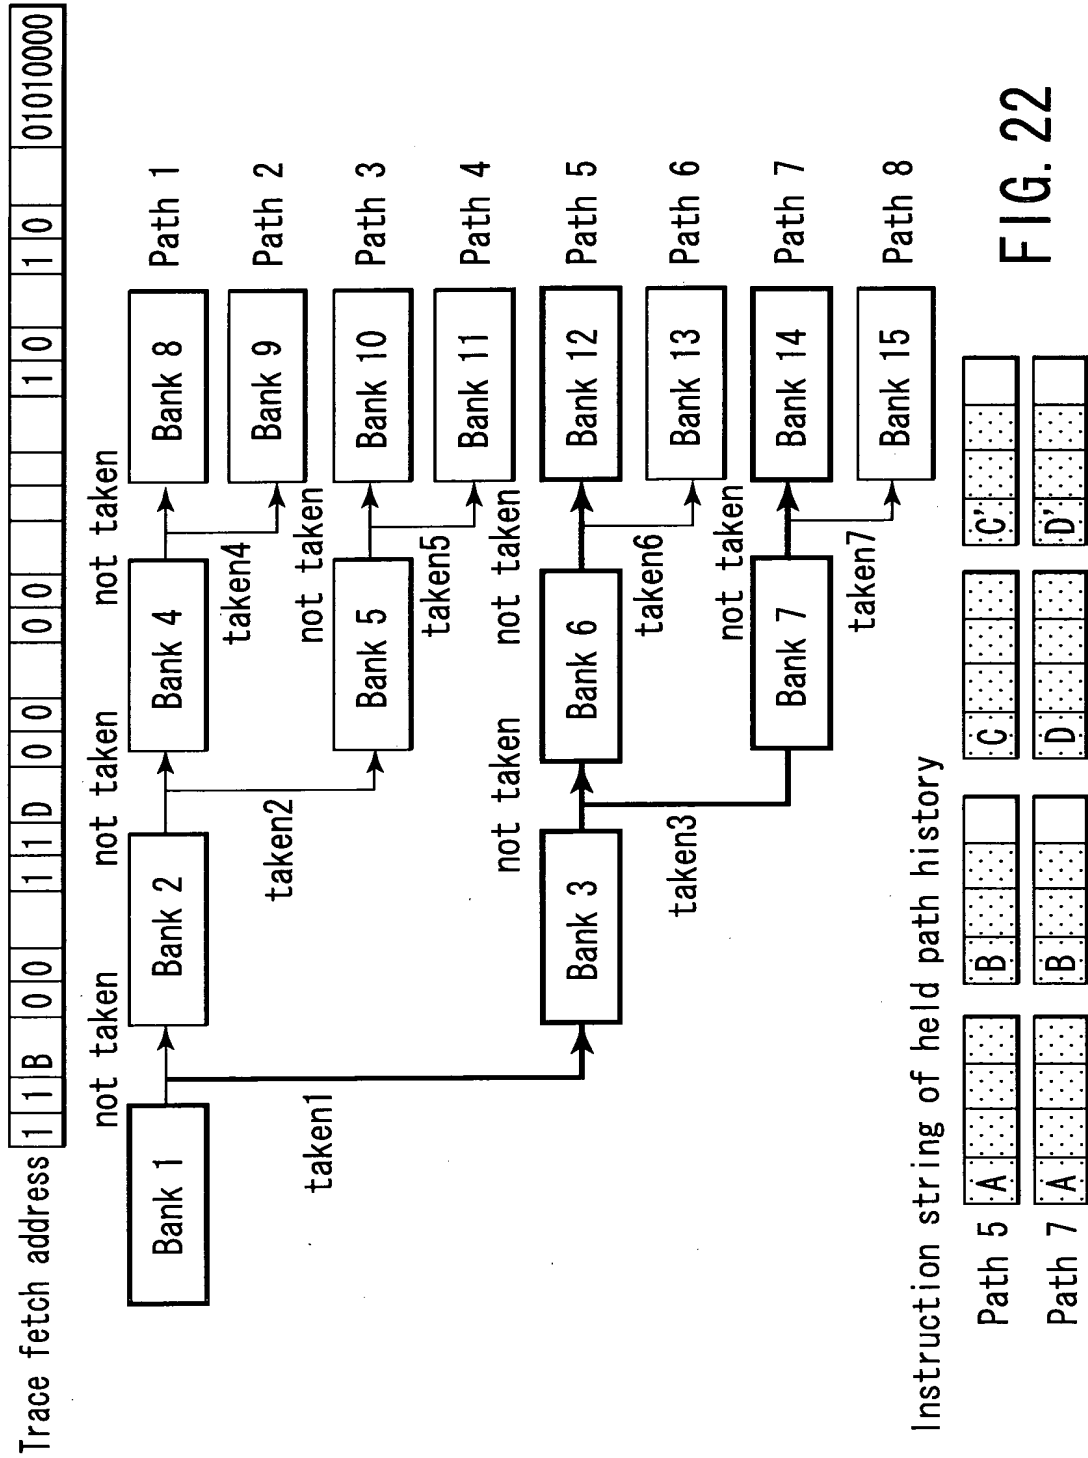 Trace fetch address 1 1 B 0 0 1 1 D 0 0 0 0 1 0 1 0 01010000
not taken
not taken
not taken
Bank 1
Bank 2
Bank 4
Bank 8
Path 1
taken4
Bank 9
Path 2
taken2
not taken
Bank 5
Bank 10
Path 3
taken5
Bank 11
Path 4
taken1
not taken
not taken
Bank 3
Bank 6
Bank 12
Path 5
taken6
Bank 13
Path 6
taken3
not taken
Bank 7
Bank 14
Path 7
taken7
Bank 15
Path 8
Instruction string of held path history
Path 5 A B C C'
Path 7 A B D D'
FIG. 22